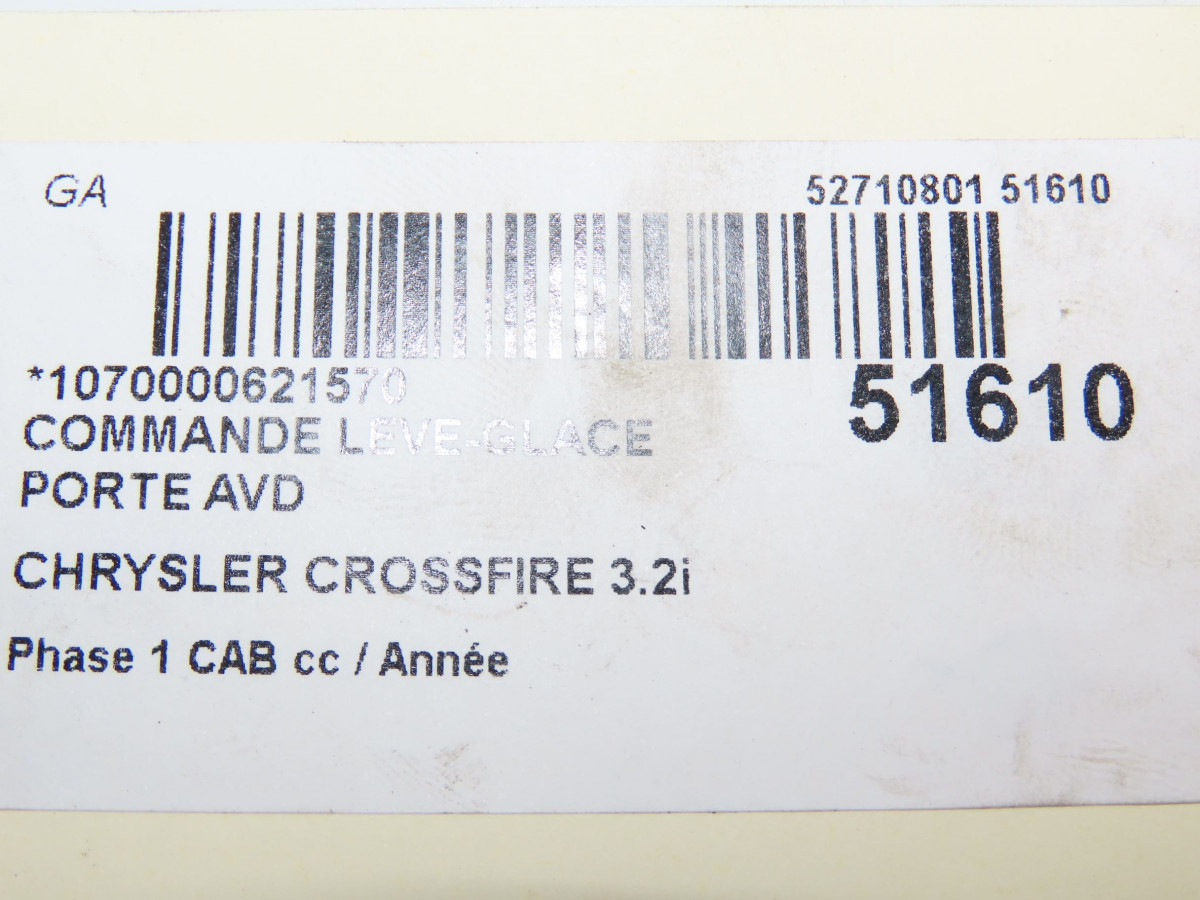 GA
52710801 51610
*1070000621570
51610
COMMANDE LEVE-GLACE
PORTE AVD
CHRYSLER CROSSFIRE 3.2i
Phase 1 CAB cc / Année